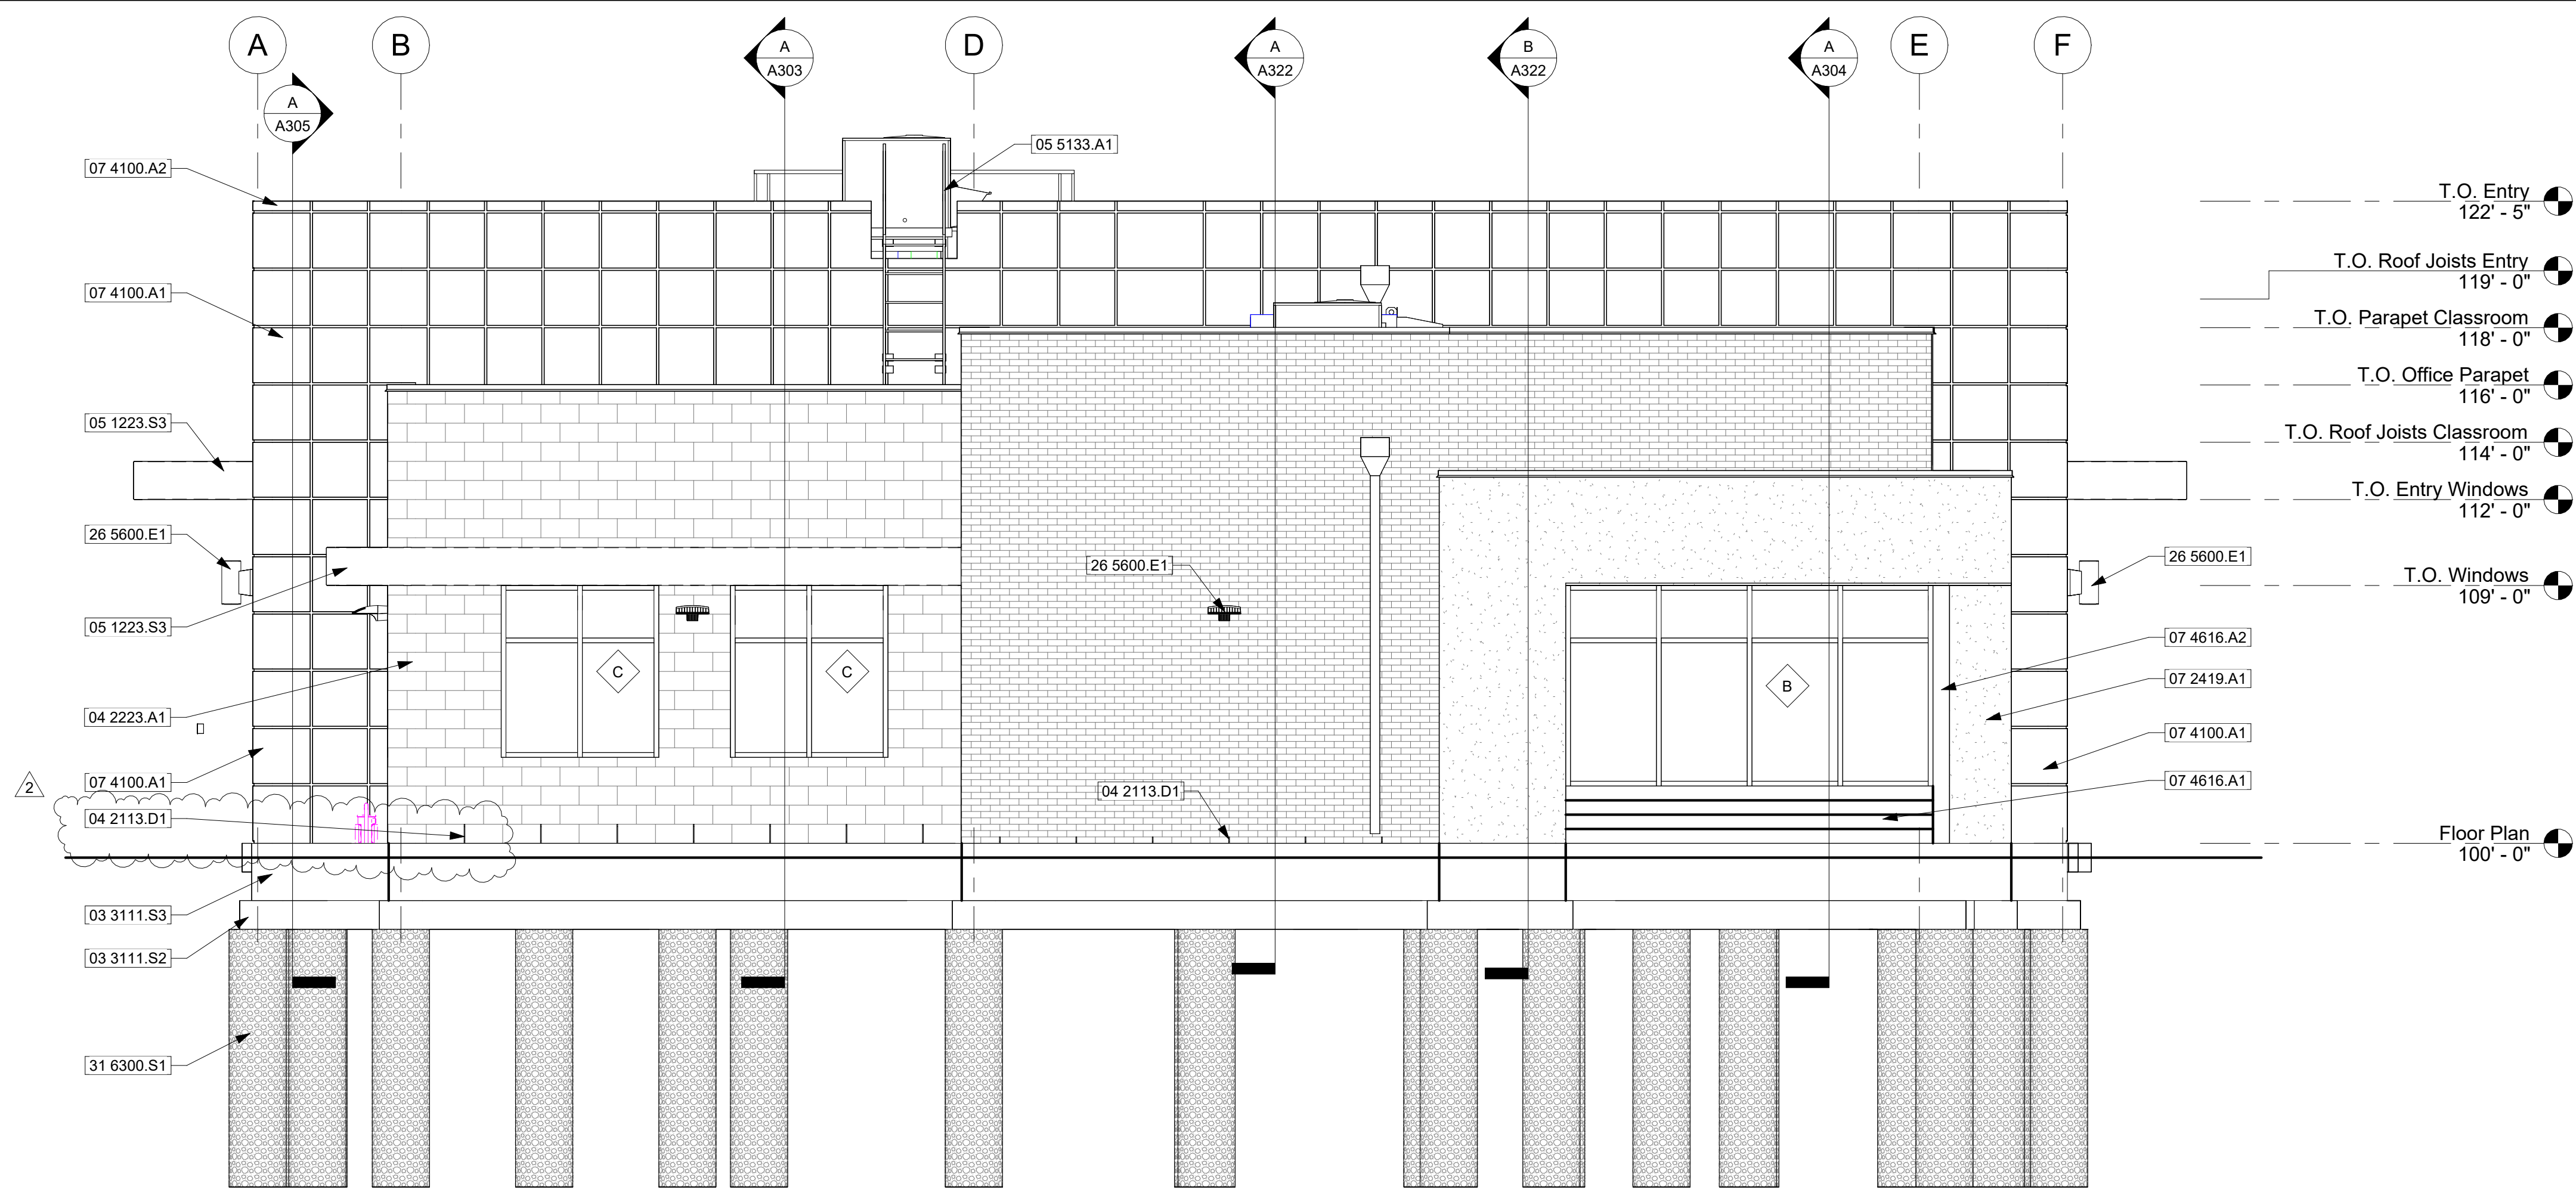 A
B
D
E
F
A
A305
A
A303
A
A322
B
A322
A
A304
07 4100.A2
05 5133.A1
07 4100.A1
05 1223.S3
26 5600.E1
05 1223.S3
04 2223.A1
07 4100.A1
2
04 2113.D1
03 3111.S3
03 3111.S2
31 6300.S1
C
C
26 5600.E1
04 2113.D1
B
26 5600.E1
07 4616.A2
07 2419.A1
07 4100.A1
07 4616.A1
T.O. Entry
122' - 5"
T.O. Roof Joists Entry
119' - 0"
T.O. Parapet Classroom
118' - 0"
T.O. Office Parapet
116' - 0"
T.O. Roof Joists Classroom
114' - 0"
T.O. Entry Windows
112' - 0"
T.O. Windows
109' - 0"
Floor Plan
100' - 0"